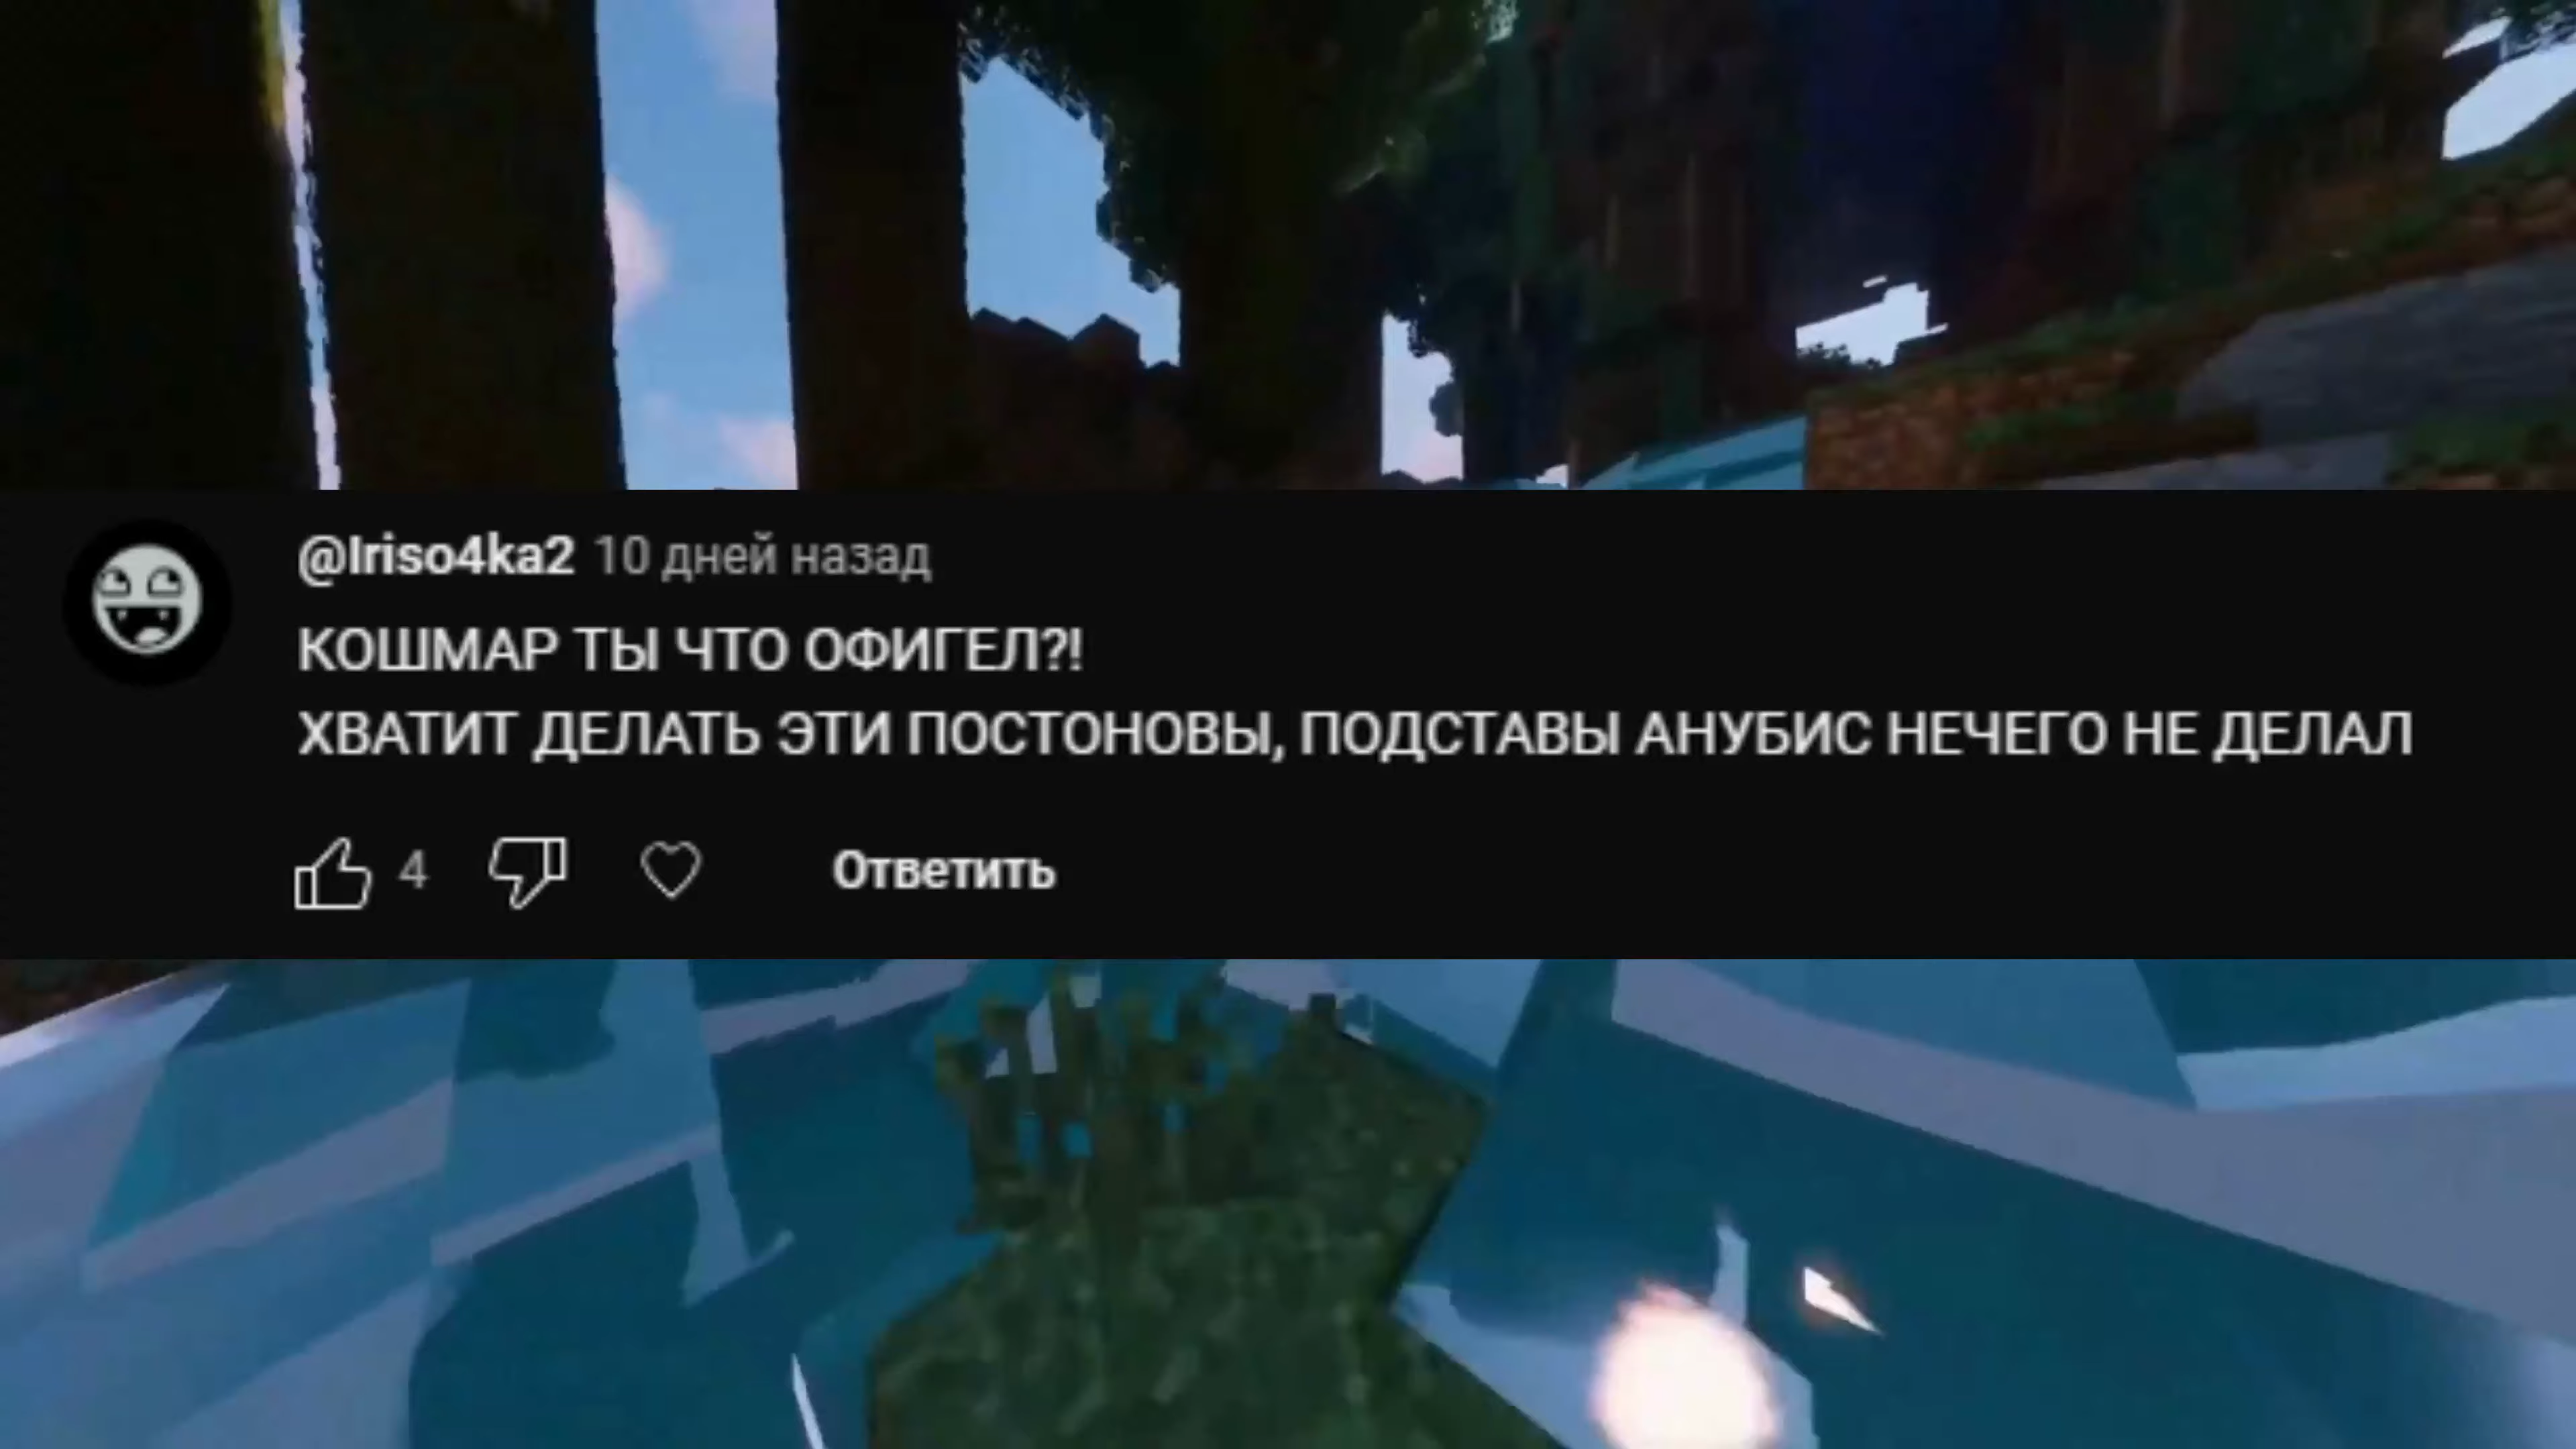 @Iriso4ka2 10 дней назад
КОШМАР ТЫ ЧТО ОФИГЕЛ?!
ХВАТИТ ДЕЛАТЬ ЭТИ ПОСТОНОВЫ, ПОДСТАВЫ АНУБИС НЕЧЕГО НЕ ДЕЛАЛ
4 Ответить